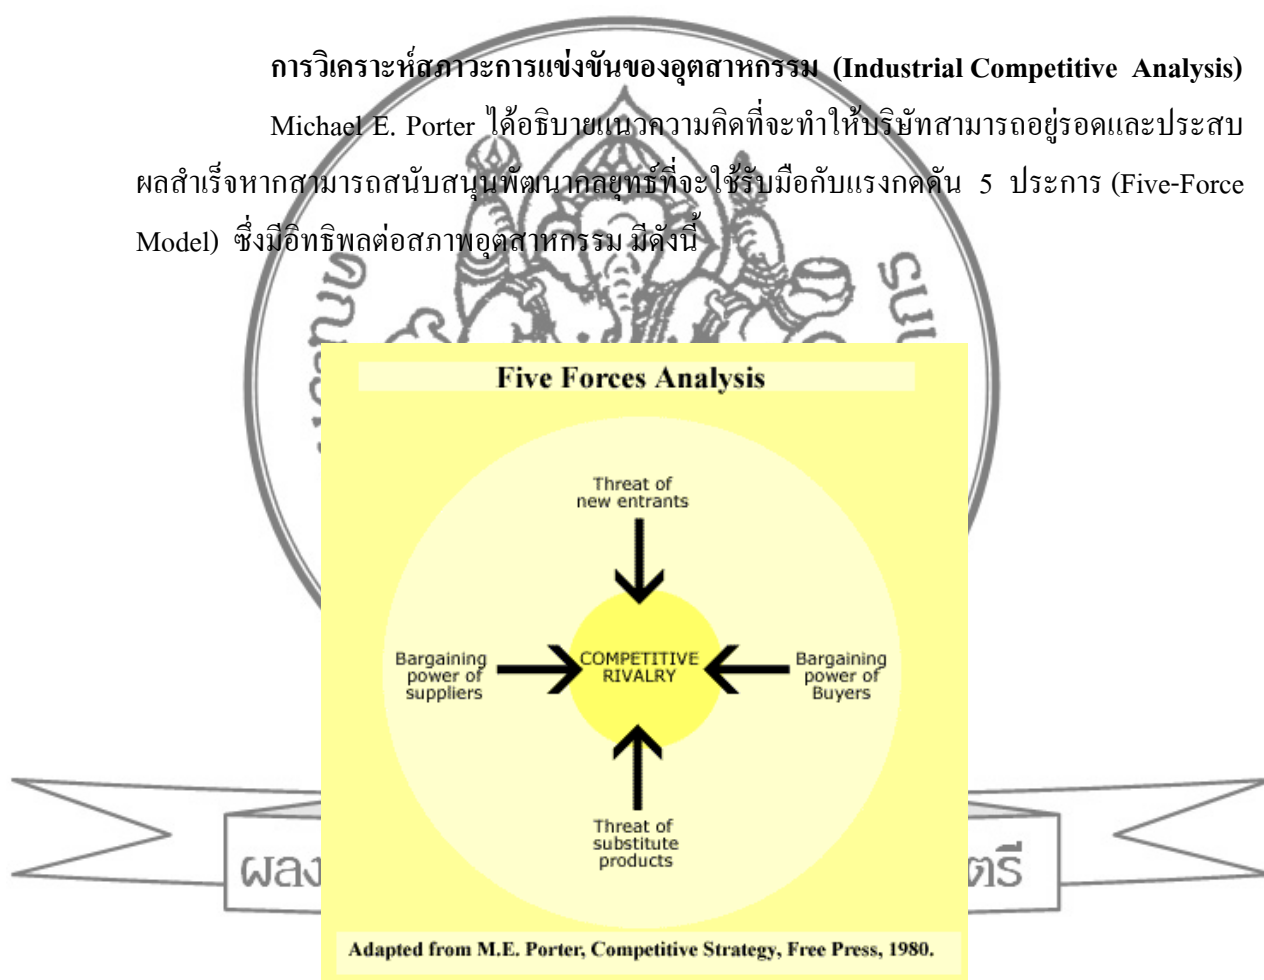 การวิเคราะห์สภาวะการแข่งขันของอุตสาหกรรม (Industrial Competitive Analysis)
Michael E. Porter ได้อธิบายแนวความคิดที่จะทำให้บริษัทสามารถอยู่รอดและประสบ
ผลสำเร็จหากสามารถสนับสนุนพัฒนากลยุทธ์ที่จะใช้รับมือกับแรงกดดัน 5 ประการ (Five-Force
Model) ซึ่งมีอิทธิพลต่อสภาพอุตสาหกรรม มีดังนี้
Five Forces Analysis
Threat of
new entrants
Bargaining
power of
suppliers
COMPETITIVE
RIVALRY
Bargaining
power of
Buyers
Threat of
substitute
products
ผลง
ตรี
Adapted from M.E. Porter, Competitive Strategy, Free Press, 1980.